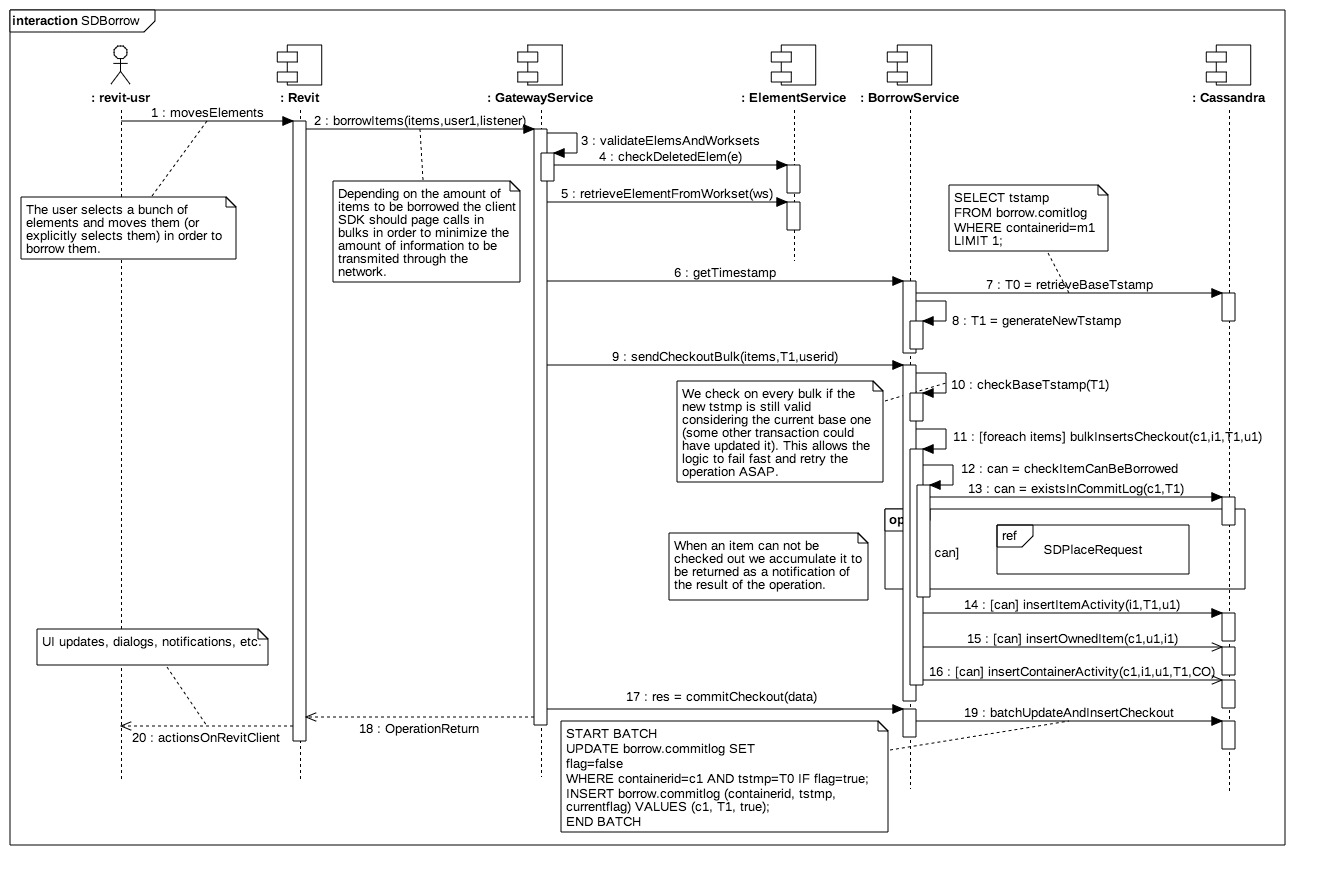 interaction SDBorrow
: revit-usr
: Revit
: GatewayService
: ElementService
: BorrowService
: Cassandra
1 : movesElements
2 : borrowItems(items,user1,listener)
3 : validateElemsAndWorksets
4 : checkDeletedElem(e)
5 : retrieveElementFromWorkset(ws)
The user selects a bunch of
elements and moves them (or
explicitly selects them) in order to
borrow them.
Depending on the amount of
items to be borrowed the client
SDK should page calls in
bulks in order to minimize the
amount of information to be
transmited through the
network.
SELECT tstamp
FROM borrow.comitlog
WHERE containerid=m1
LIMIT 1;
6 : getTimestamp
7 : T0 = retrieveBaseTstamp
8 : T1 = generateNewTstamp
9 : sendCheckoutBulk(items,T1,userid)
We check on every bulk if the
new tstmp is still valid
considering the current base one
(some other transaction could
have updated it). This allows the
logic to fail fast and retry the
operation ASAP.
10 : checkBaseTstamp(T1)
11 : [foreach items] bulkInsertsCheckout(c1,i1,T1,u1)
12 : can = checkItemCanBeBorrowed
13 : can = existsInCommitLog(c1,T1)
op
can]
ref
SDPlaceRequest
When an item can not be
checked out we accumulate it to
be returned as a notification of
the result of the operation.
14 : [can] insertItemActivity(i1,T1,u1)
15 : [can] insertOwnedItem(c1,u1,i1)
16 : [can] insertContainerActivity(c1,i1,u1,T1,CO)
UI updates, dialogs, notifications, etc.
17 : res = commitCheckout(data)
18 : OperationReturn
19 : batchUpdateAndInsertCheckout
20 : actionsOnRevitClient
START BATCH
UPDATE borrow.commitlog SET
flag=false
WHERE containerid=c1 AND tstmp=T0 IF flag=true;
INSERT borrow.commitlog (containerid, tstmp,
currentflag) VALUES (c1, T1, true);
END BATCH